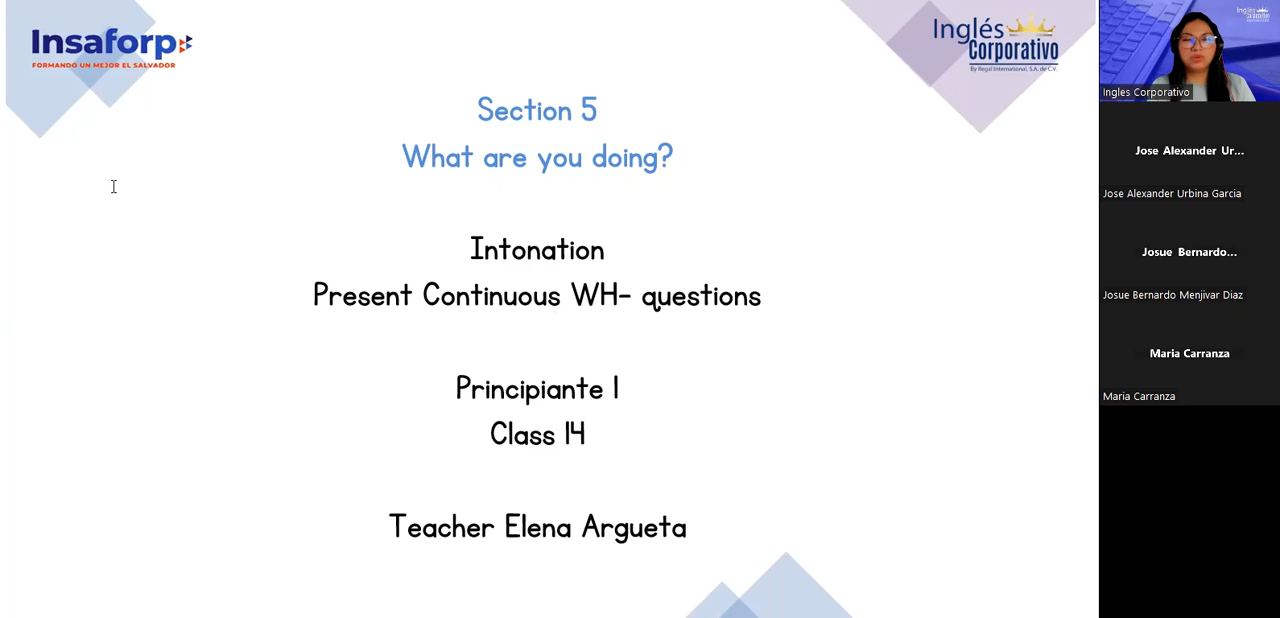 Insaforp
FORMANDO UN MEJOR EL SALVADOR
Inglés
Corporativo
By Regal International, S.A. de C.V.
Section 5
What are you doing?
Intonation
Present Continuous WH- questions
Principiante 1
Class 14
Teacher Elena Argueta
Inglés
Corporativo
Ingles Corporativo
Jose Alexander Ur...
Jose Alexander Urbina Garcia
Josue Bernardo...
Josue Bernardo Menjivar Diaz
Maria Carranza
Maria Carranza